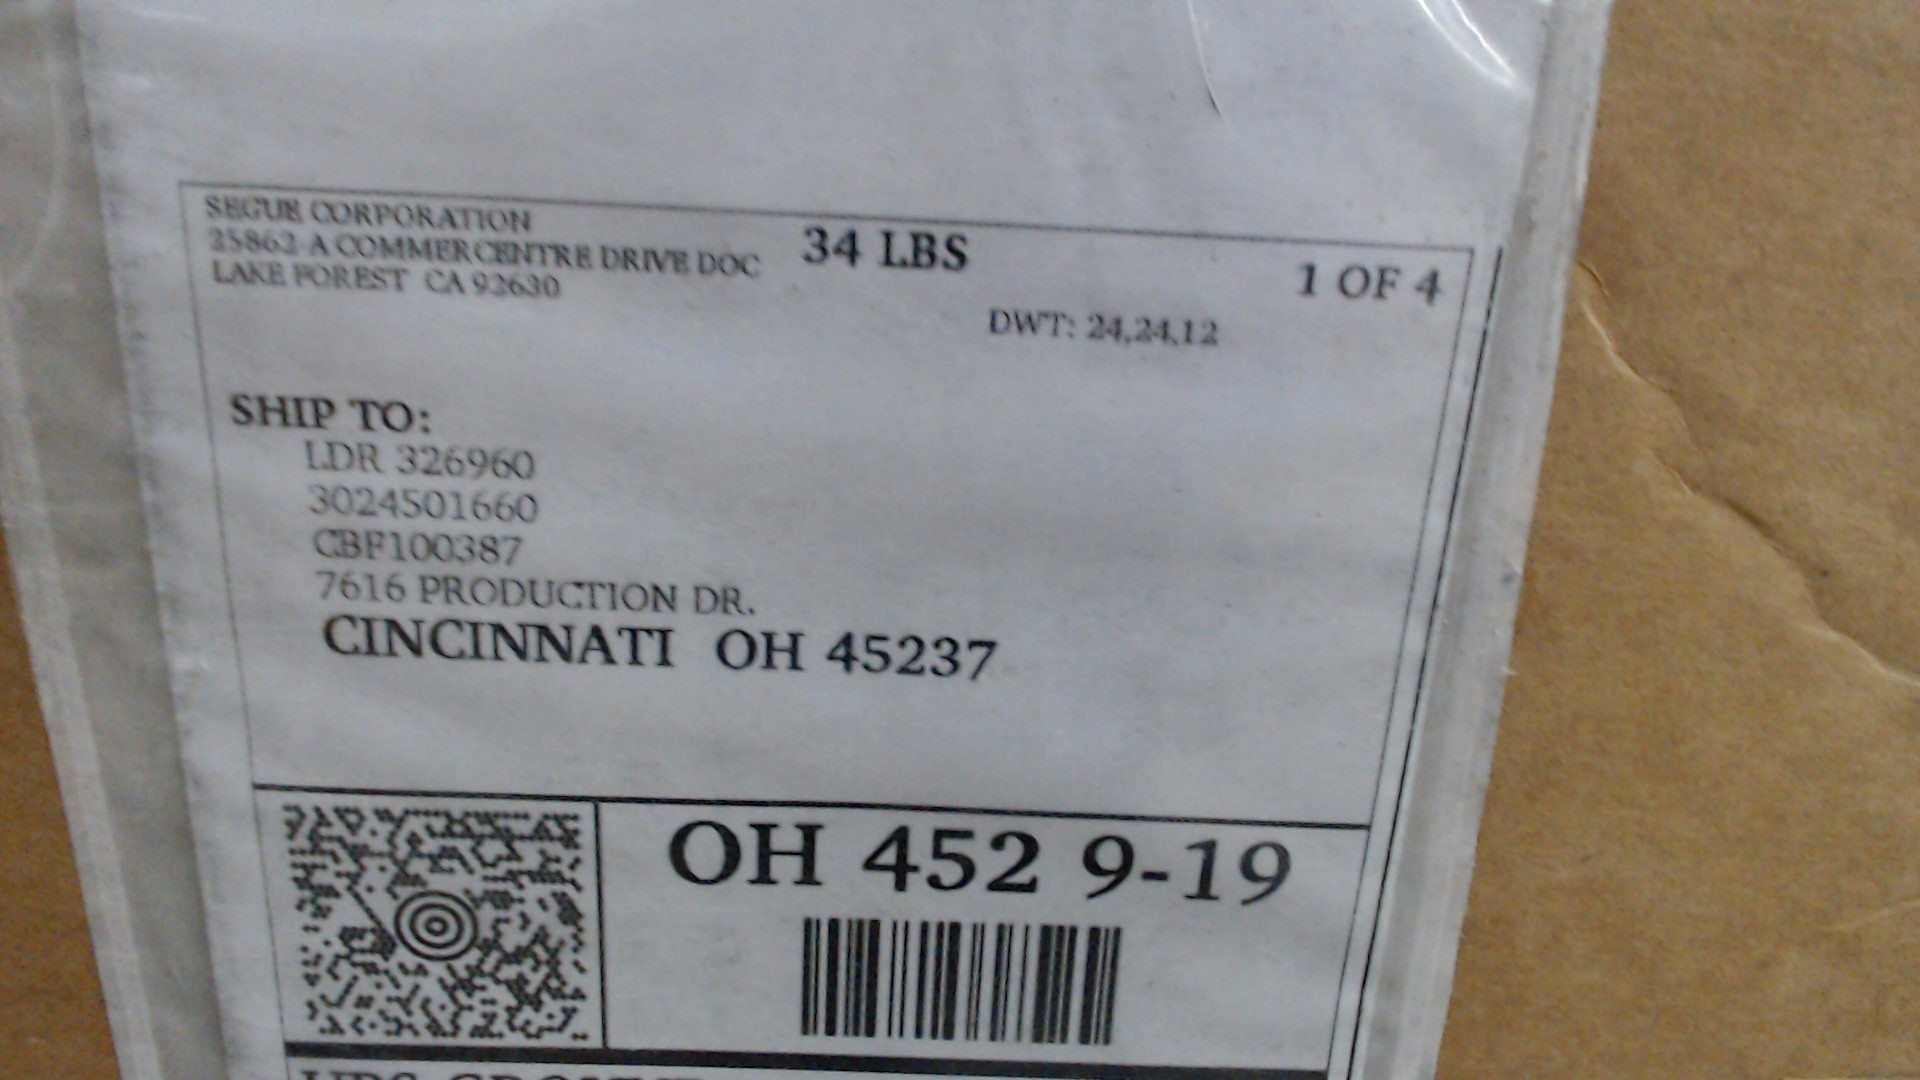 SEGUE CORPORATION
25862 A COMMERCENTRE DRIVE DOC
LAKE FOREST CA 92630
34 LBS
1 OF 4
DWT: 24,24,12
SHIP TO:
LDR 326960
3024501660
CBF100387
7616 PRODUCTION DR.
CINCINNATI OH 45237
OH 452 9-19